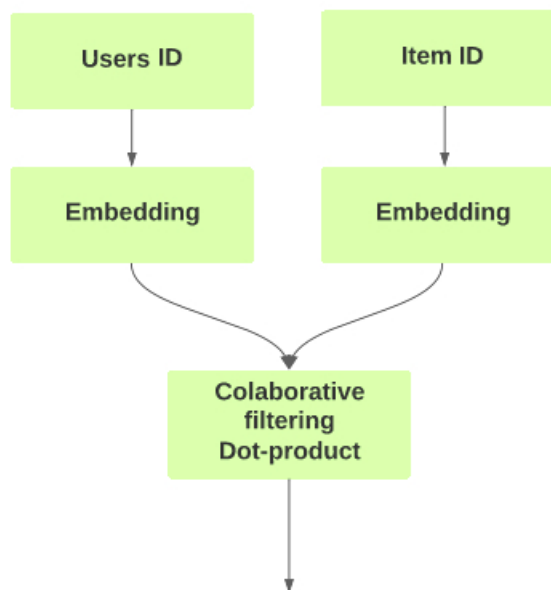 Users ID
Item ID
Embedding
Embedding
Colaborative
filtering
Dot-product